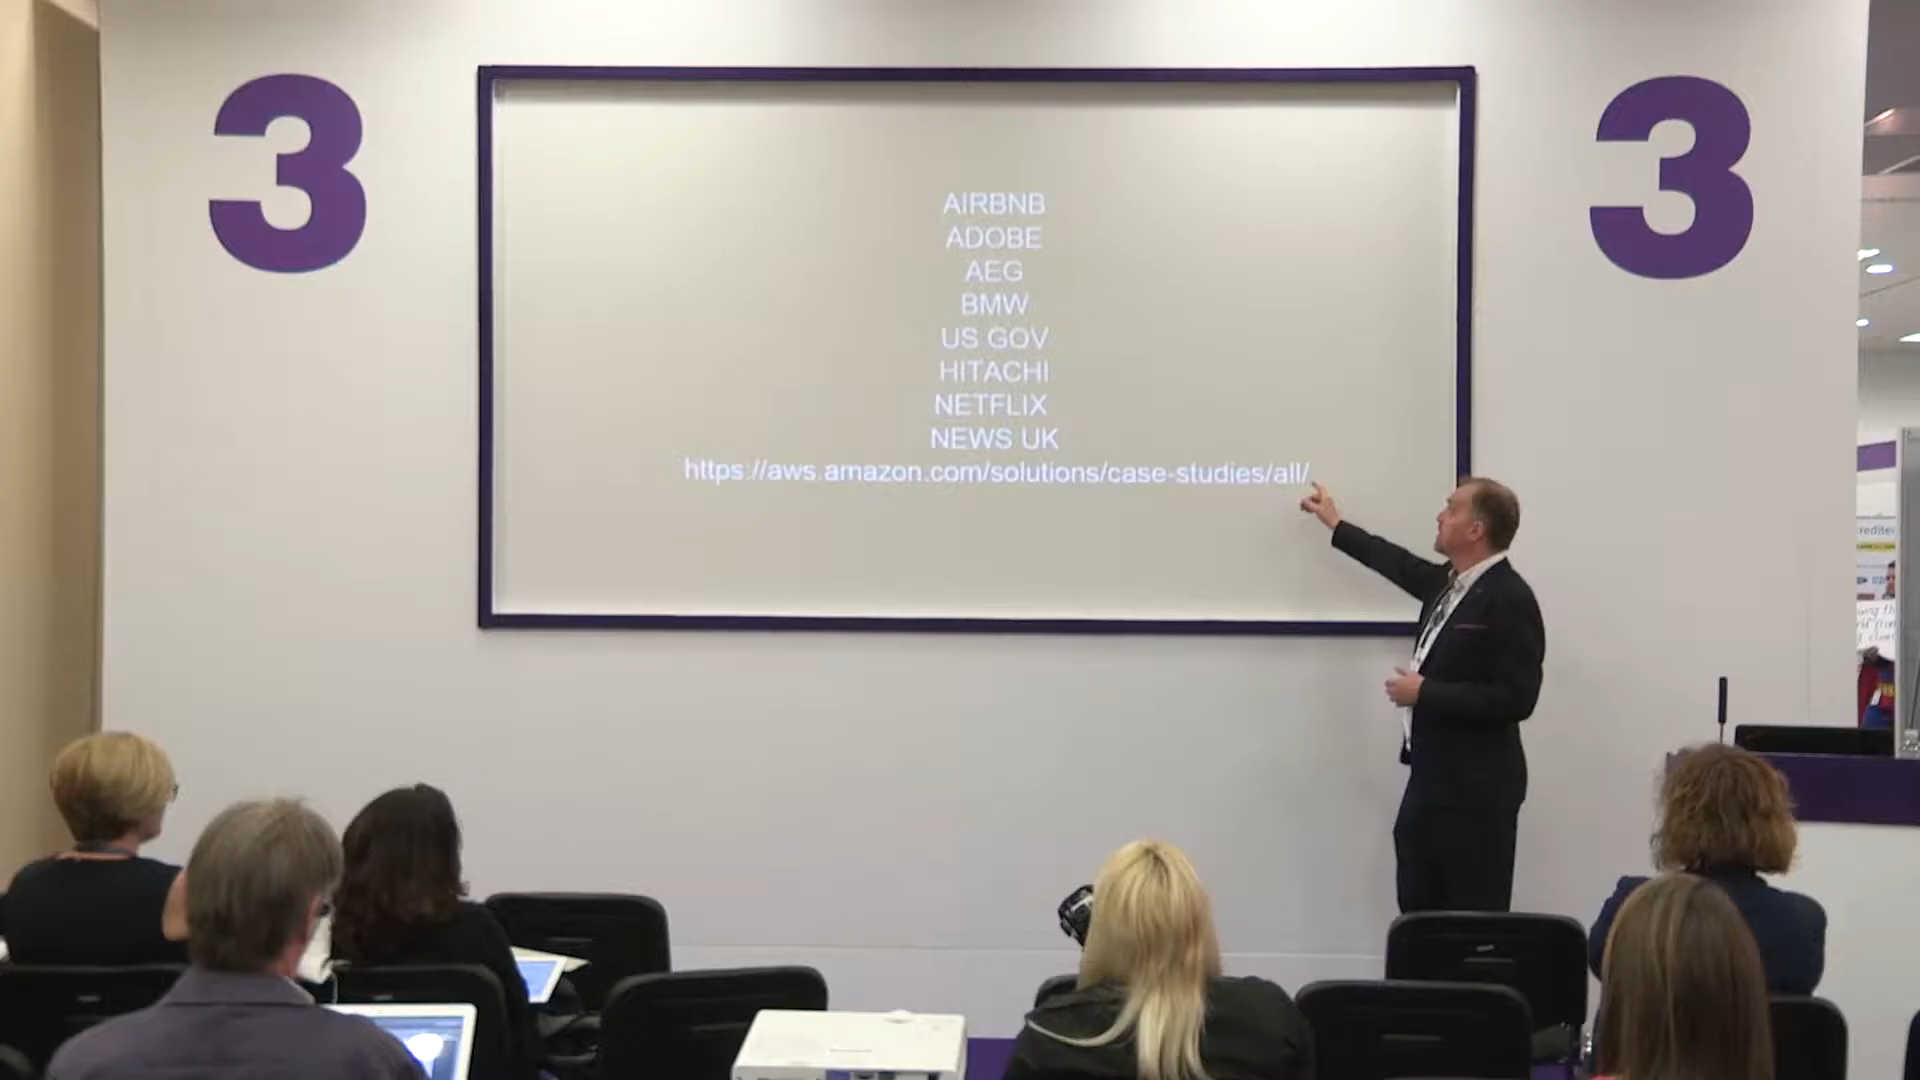 3
3
AIRBNB
ADOBE
AEG
BMW
US GOV
HITACHI
NETFLIX
NEWS UK
https://aws.amazon.com/solutions/case-studies/all/